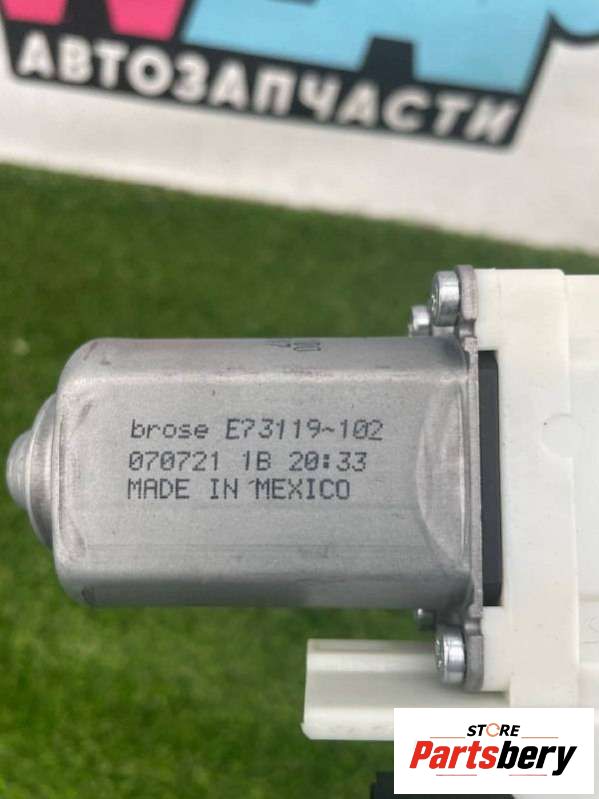 АВТОЗАПЧАСТИ
brose E73119~102
070721 1B 20:33
MADE IN MEXICO
STORE
Partsbery